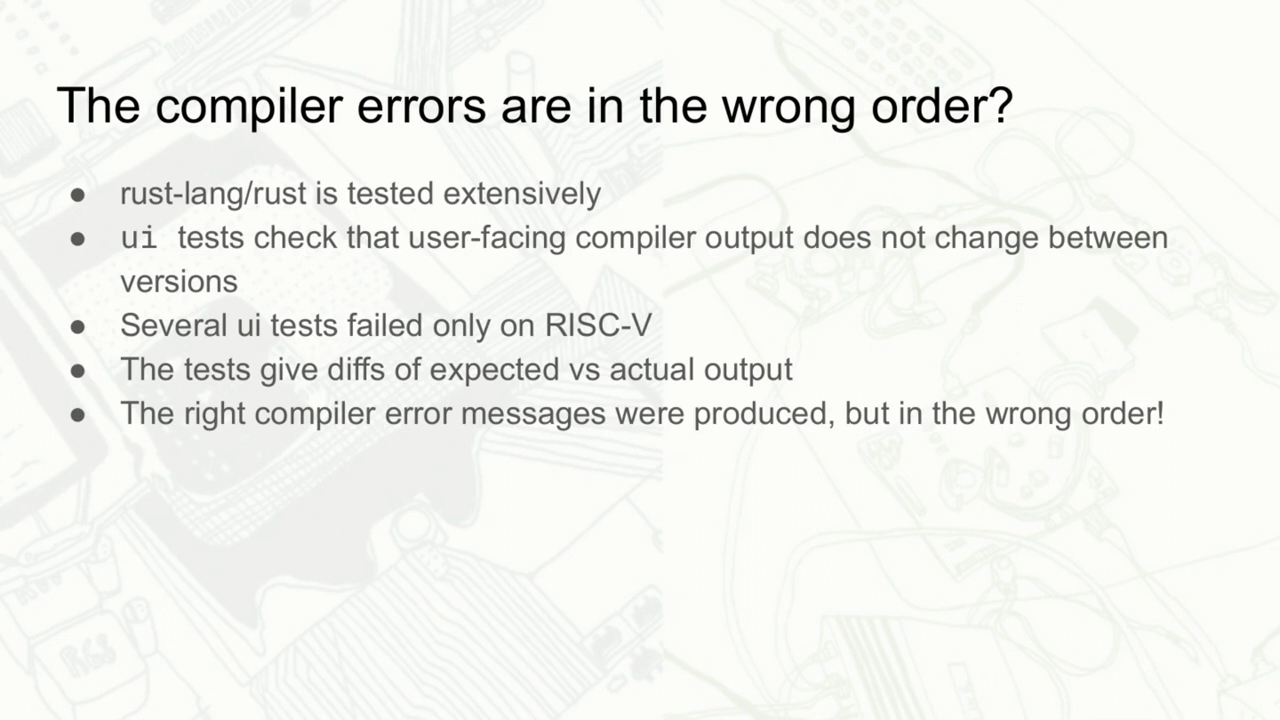 The compiler errors are in the wrong order?
● rust-lang/rust is tested extensively
● ui tests check that user-facing compiler output does not change between
versions
● Several ui tests failed only on RISC-V
● The tests give diffs of expected vs actual output
● The right compiler error messages were produced, but in the wrong order!